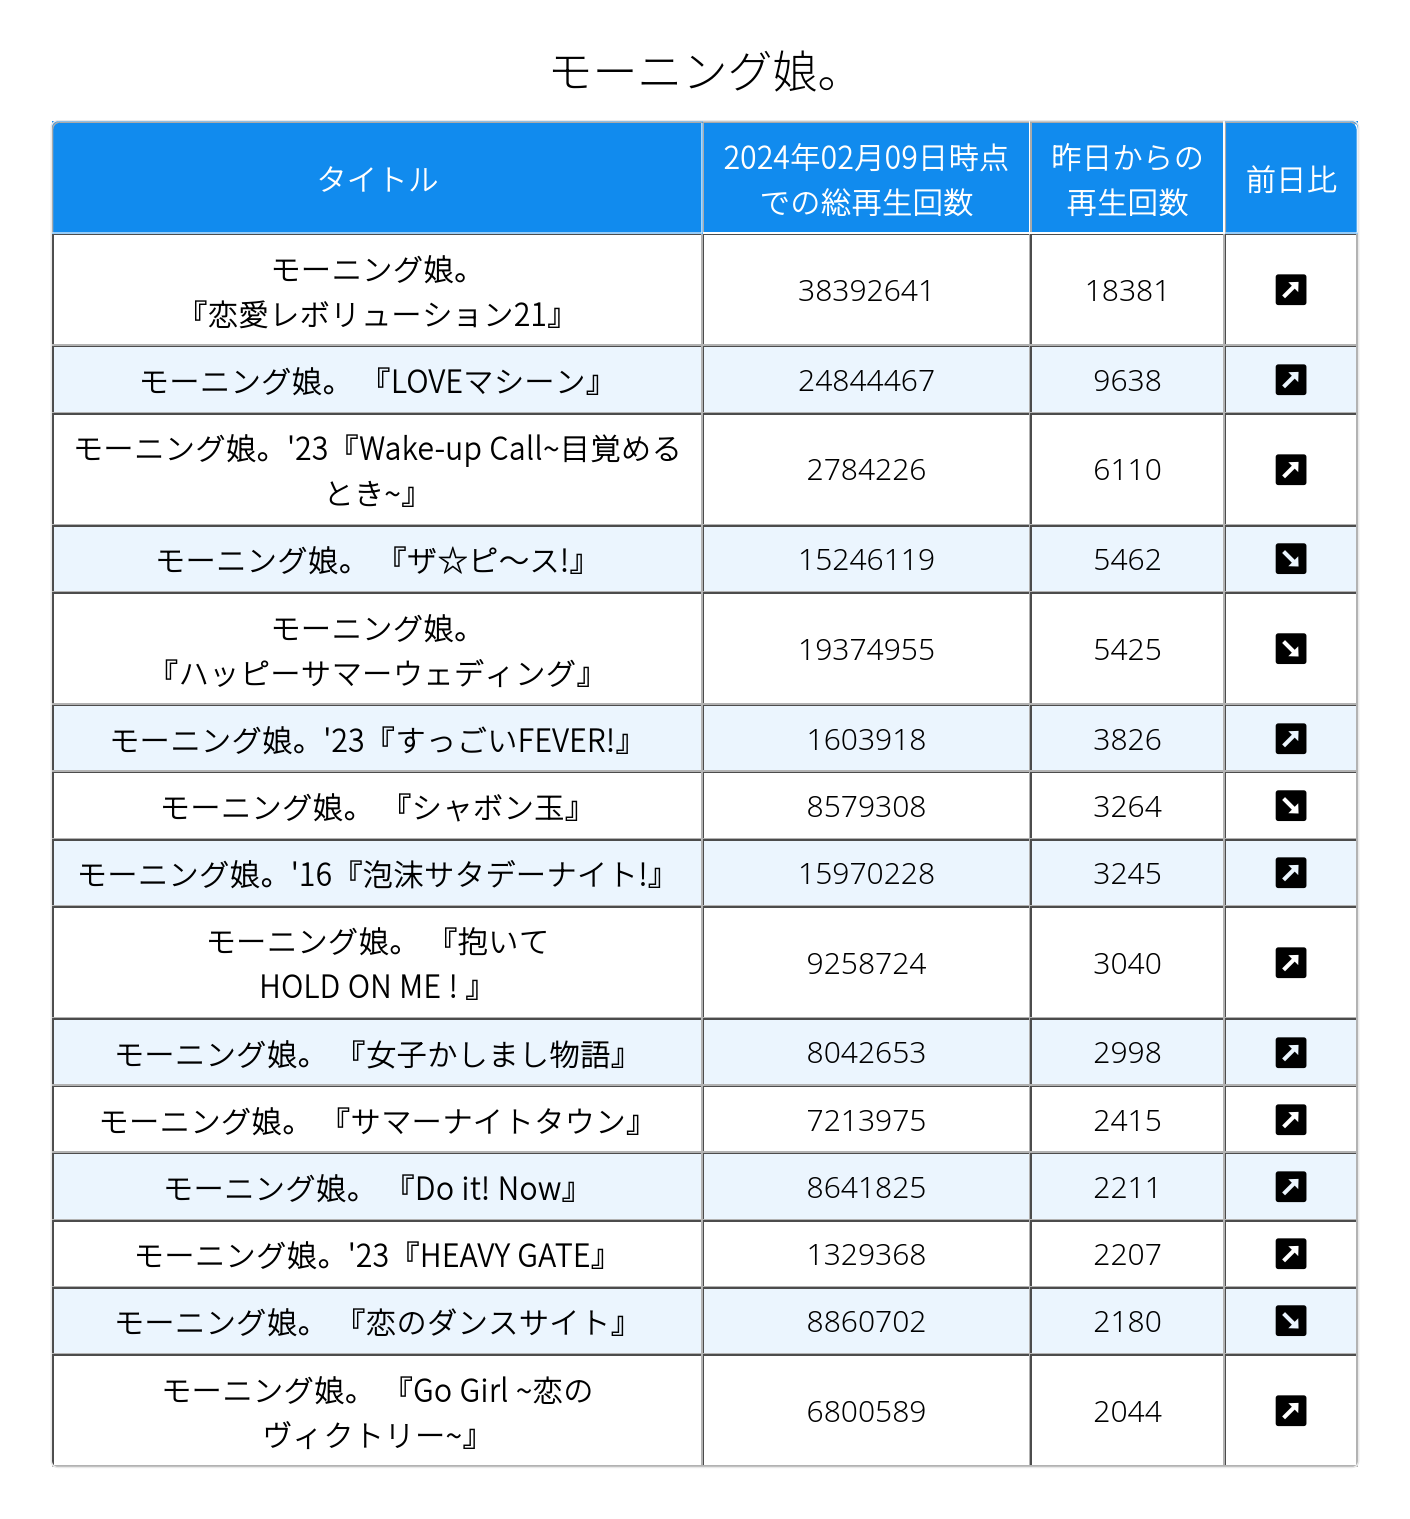 モーニング娘。
タイトル
2024年02月09日時点
での総再生回数
昨日からの
再生回数
前日比
モーニング娘。
『恋愛レボリューション21』
38392641
18381
モーニング娘。 『LOVEマシーン』
24844467
9638
モーニング娘。'23『Wake-up Call~目覚める
とき~』
2784226
6110
モーニング娘。 『ザ☆ピ〜ス!』
15246119
5462
モーニング娘。
『ハッピーサマーウェディング』
19374955
5425
モーニング娘。'23『すっごいFEVER!』
1603918
3826
モーニング娘。 『シャボン玉』
8579308
3264
モーニング娘。'16『泡沫サタデーナイト!』
15970228
3245
モーニング娘。 『抱いて
HOLD ON ME ! 』
9258724
3040
モーニング娘。 『女子かしまし物語』
8042653
2998
モーニング娘。 『サマーナイトタウン』
7213975
2415
モーニング娘。 『Do it! Now』
8641825
2211
モーニング娘。'23『HEAVY GATE』
1329368
2207
モーニング娘。 『恋のダンスサイト』
8860702
2180
モーニング娘。 『Go Girl ~恋の
ヴィクトリー~』
6800589
2044